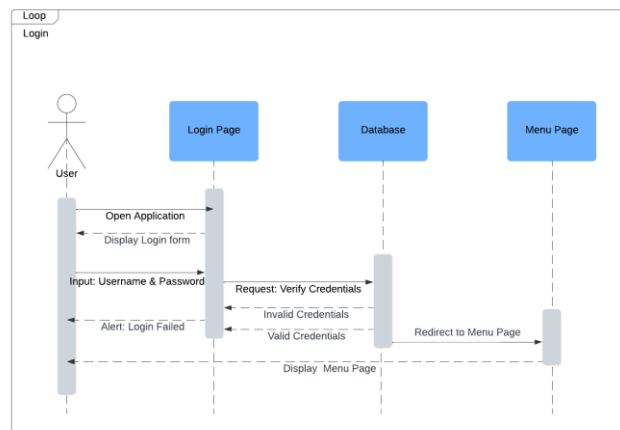 Loop
Login
Login Page
Database
Menu Page
User
Open Application
Display Login form
Input: Username & Password
Request: Verify Credentials
Invalid Credentials
Alert: Login Failed
Valid Credentials
Redirect to Menu Page
Display Menu Page